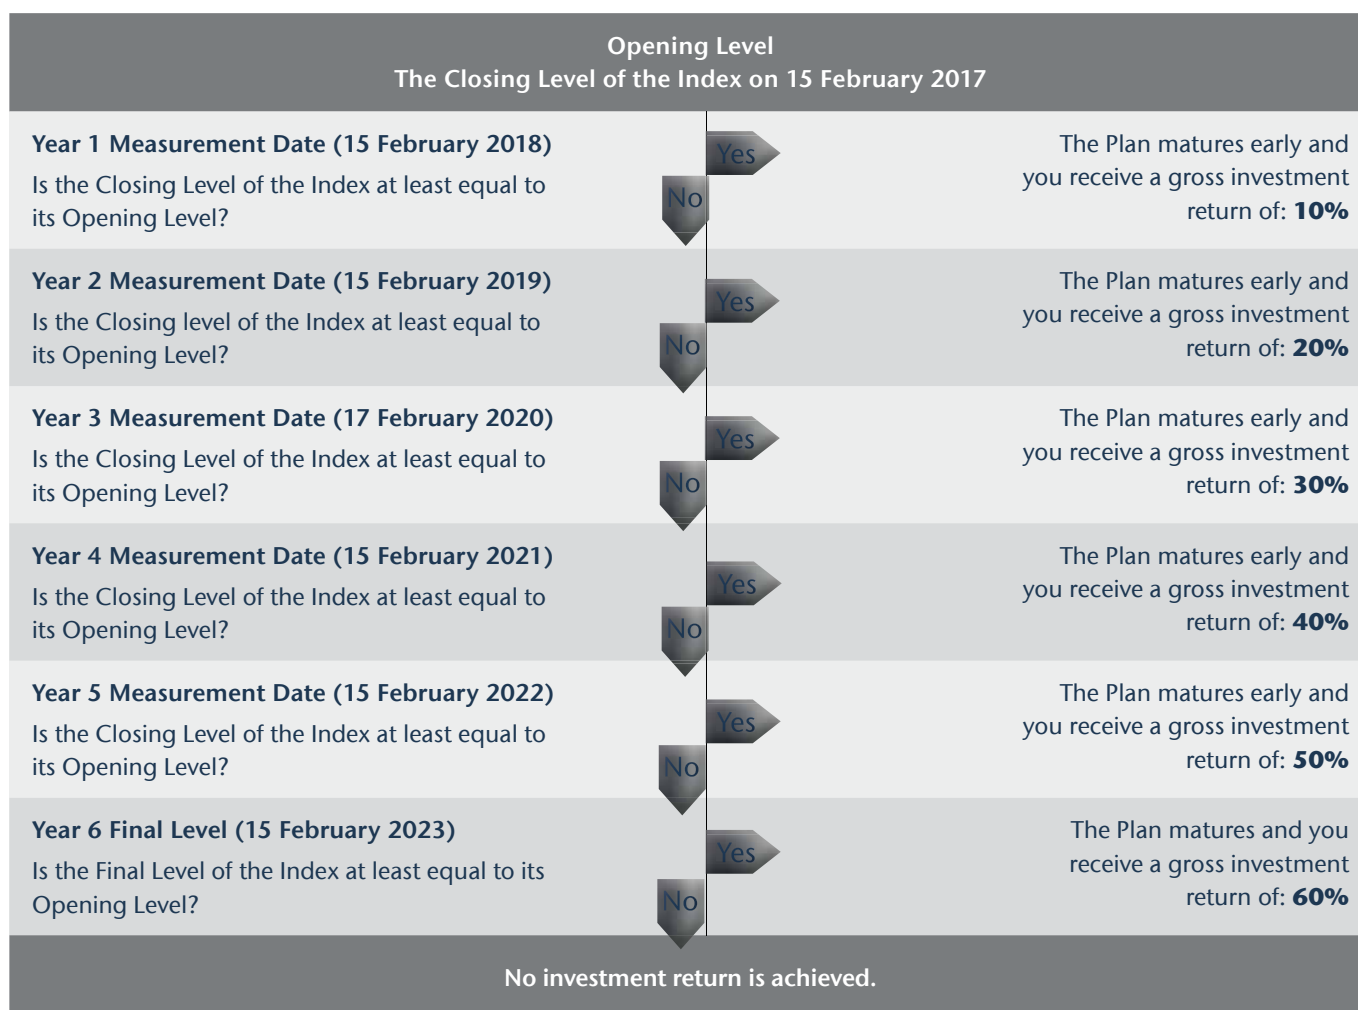 Opening Level
The Closing Level of the Index on 15 February 2017
Year 1 Measurement Date (15 February 2018)
Is the Closing Level of the Index at least equal to
its Opening Level?
Yes
No
The Plan matures early and
you receive a gross investment
return of: 10%
Year 2 Measurement Date (15 February 2019)
Is the Closing level of the Index at least equal to
its Opening Level?
Yes
No
The Plan matures early and
you receive a gross investment
return of: 20%
Year 3 Measurement Date (17 February 2020)
Is the Closing Level of the Index at least equal to
its Opening Level?
Yes
No
The Plan matures early and
you receive a gross investment
return of: 30%
Year 4 Measurement Date (15 February 2021)
Is the Closing Level of the Index at least equal to
its Opening Level?
Yes
No
The Plan matures early and
you receive a gross investment
return of: 40%
Year 5 Measurement Date (15 February 2022)
Is the Closing Level of the Index at least equal to
its Opening Level?
Yes
No
The Plan matures early and
you receive a gross investment
return of: 50%
Year 6 Final Level (15 February 2023)
Is the Final Level of the Index at least equal to its
Opening Level?
Yes
No
The Plan matures and you
receive a gross investment
return of: 60%
No investment return is achieved.